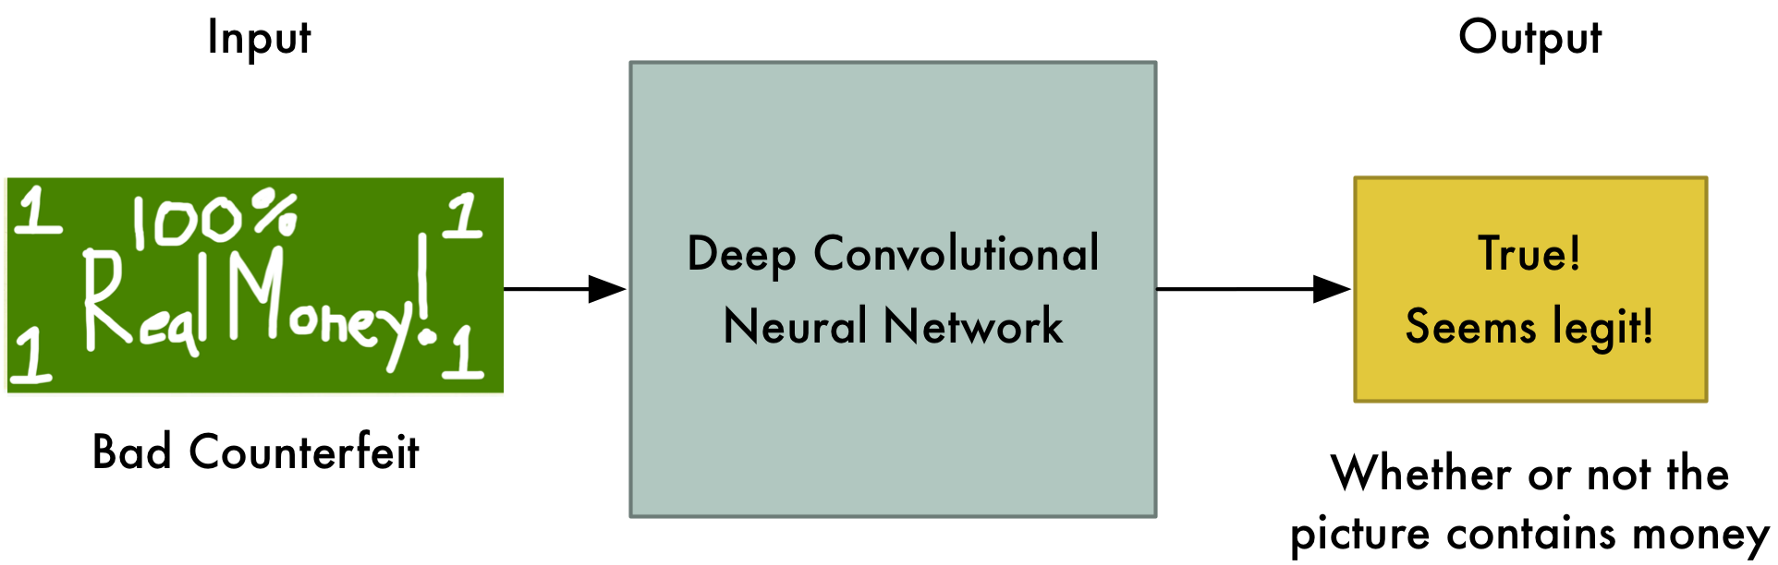 Input
Output
1
100%
1
Real Money!
1
1
Bad Counterfeit
Deep Convolutional
Neural Network
True!
Seems legit!
Whether or not the
picture contains money